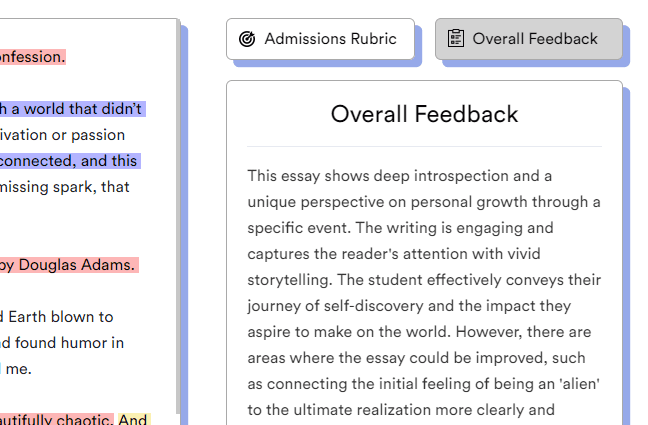 onfession.
h a world that didn't
ivation or passion
connected, and this
missing spark, that
by Douglas Adams.
d Earth blown to
nd found humor in
me.
autifully chaotic. And
Admissions Rubric
Overall Feedback
Overall Feedback
This essay shows deep introspection and a
unique perspective on personal growth through a
specific event. The writing is engaging and
captures the reader's attention with vivid
storytelling. The student effectively conveys their
journey of self-discovery and the impact they
aspire to make on the world. However, there are
areas where the essay could be improved, such
as connecting the initial feeling of being an 'alien'
to the ultimate realization more clearly and